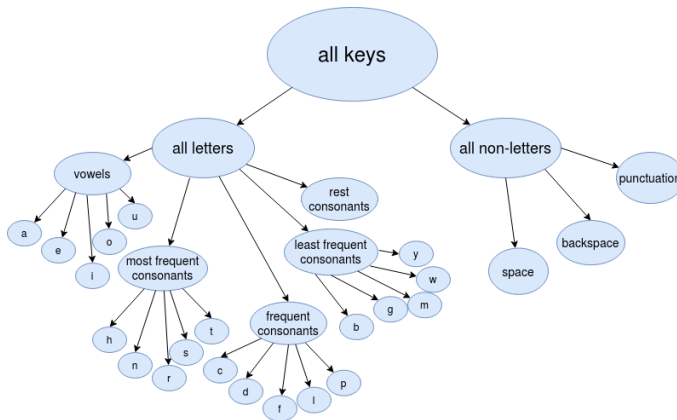 all keys
all letters
all non-letters
vowels
punctuation
rest
consonants
u
a
o
e
i
least frequent
consonants
y
backspace
most frequent
consonants
w
space
g
m
frequent
consonants
b
t
h
s
n
r
c
p
d
l
f